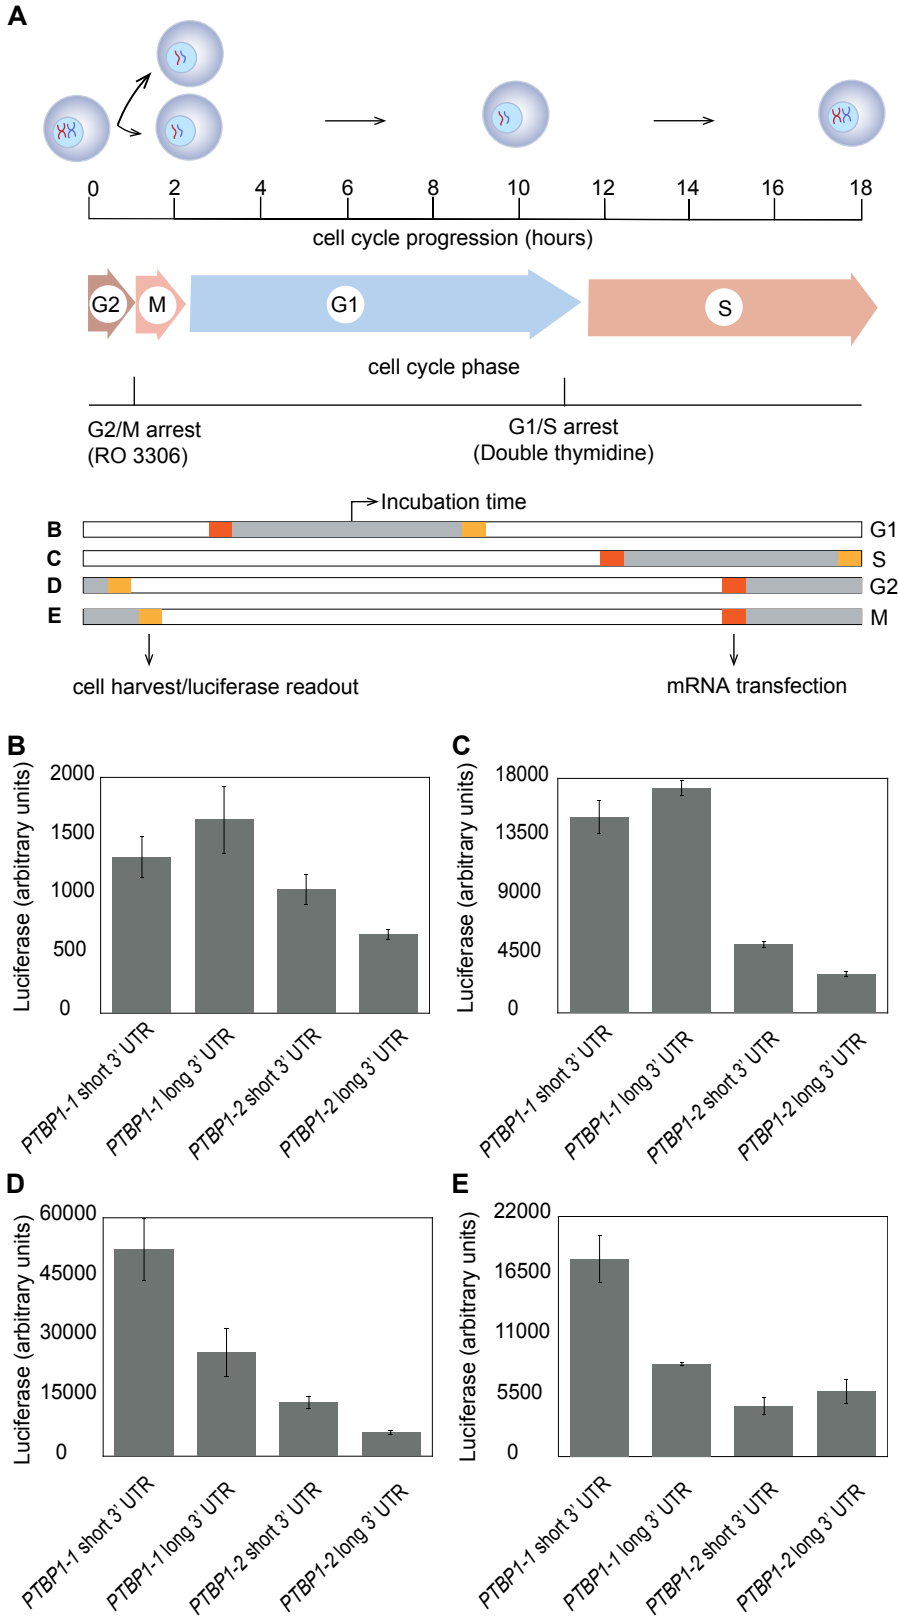 A
0 2 4 6 8 10 12 14 16 18
cell cycle progression (hours)
G2 M G1 S
cell cycle phase
G2/M arrest
(RO 3306)
G1/S arrest
(Double thymidine)
Incubation time
B G1
C S
D G2
E M
cell harvest/luciferase readout
mRNA transfection
B
Luciferase (arbitrary units)
2000
1500
1000
500
0
PTBP1-1 short 3' UTR
PTBP1-1 long 3' UTR
PTBP1-2 short 3' UTR
PTBP1-2 long 3' UTR
C
Luciferase (arbitrary units)
18000
13500
9000
4500
0
PTBP1-1 short 3' UTR
PTBP1-1 long 3' UTR
PTBP1-2 short 3' UTR
PTBP1-2 long 3' UTR
D
Luciferase (arbitrary units)
60000
45000
30000
15000
0
PTBP1-1 short 3' UTR
PTBP1-1 long 3' UTR
PTBP1-2 short 3' UTR
PTBP1-2 long 3' UTR
E
Luciferase (arbitrary units)
22000
16500
11000
5500
0
PTBP1-1 short 3' UTR
PTBP1-1 long 3' UTR
PTBP1-2 short 3' UTR
PTBP1-2 long 3' UTR